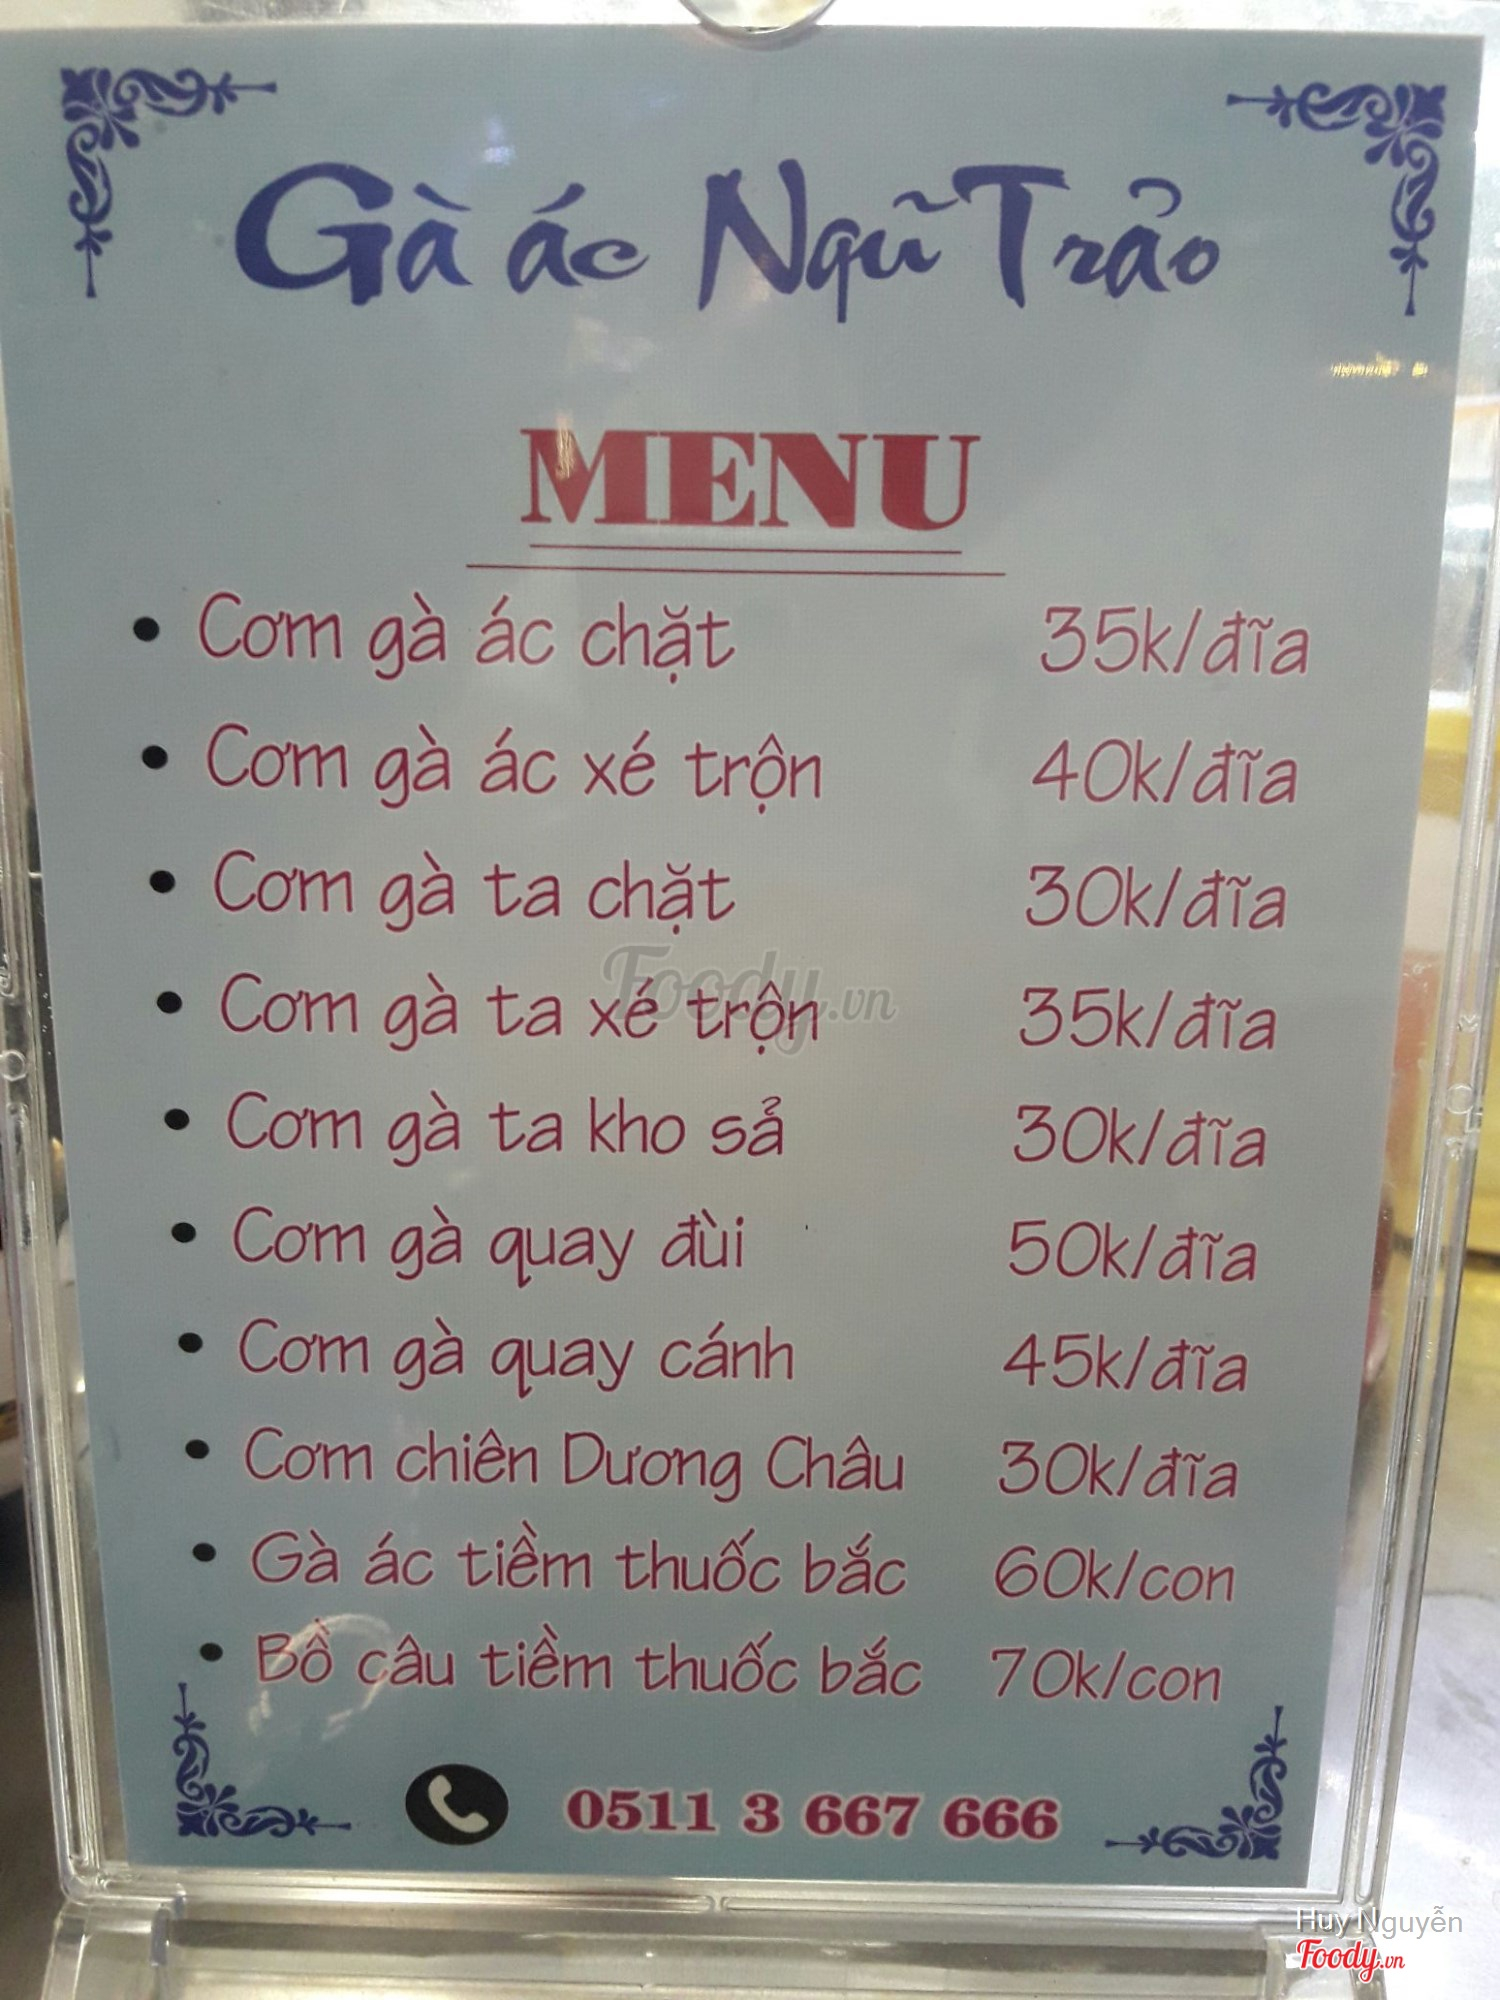 Gà ác Ngũ Trảo
MENU
• Cơm gà ác chặt 35k/đĩa
• Cơm gà ác xé trộn 40k/đĩa
• Cơm gà ta chặt 30k/đĩa
• Cơm gà ta xé trộn 35k/đĩa
Foody.vn
• Cơm gà ta kho sả 30k/đĩa
• Cơm gà quay đùi 50k/đĩa
• Cơm gà quay cánh 45k/đĩa
• Cơm chiên Dương Châu 30k/đĩa
• Gà ác tiềm thuốc bắc 60k/con
• Bồ câu tiềm thuốc bắc 70k/con
0511 3 667 666
Huy Nguyễn
Foody.vn